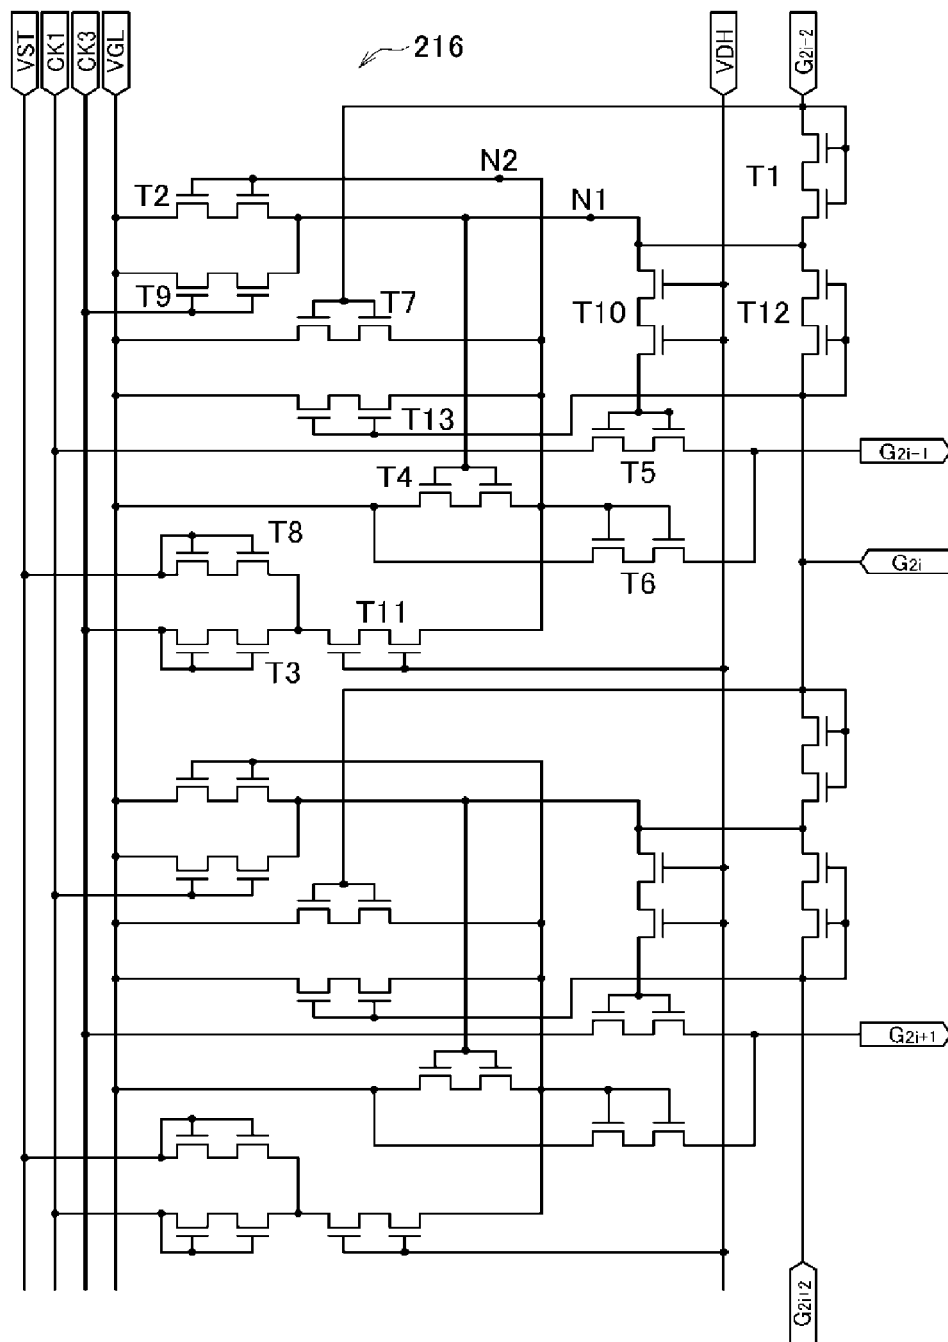 VST
CK1
CK3
VGL
216
VDH
G2i-2
T1
N2
T2
N1
T9
T7
T10
T12
T13
T5
G2i-1
T4
T8
T6
G2i
T11
T3
G2i+1
G2i+2